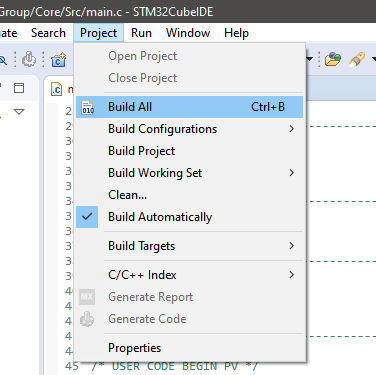 Group/Core/Src/main.c - STM32CubeIDE
gate Search Project Run Window Help
Open Project
Close Project
Build All Ctrl+B
Build Configurations
Build Project
Build Working Set
Clean...
Build Automatically
Build Targets
C/C++ Index
Generate Report
Generate Code
Properties
45 /* USER CODE BEGIN PV */